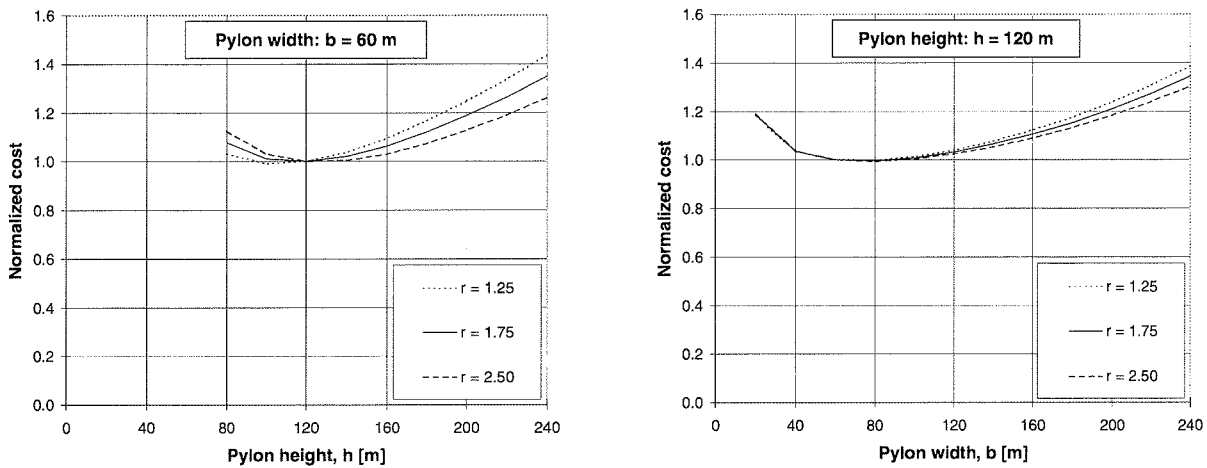 Pylon width: b = 60 m
Normalized cost
1.6
1.4
1.2
1.0
0.8
0.6
0.4
0.2
0.0
r = 1.25
r = 1.75
r = 2.50
0 40 80 120 160 200 240
Pylon height, h [m]
Pylon height: h = 120 m
Normalized cost
1.6
1.4
1.2
1.0
0.8
0.6
0.4
0.2
0.0
r = 1.25
r = 1.75
r = 2.50
0 40 80 120 160 200 240
Pylon width, b [m]